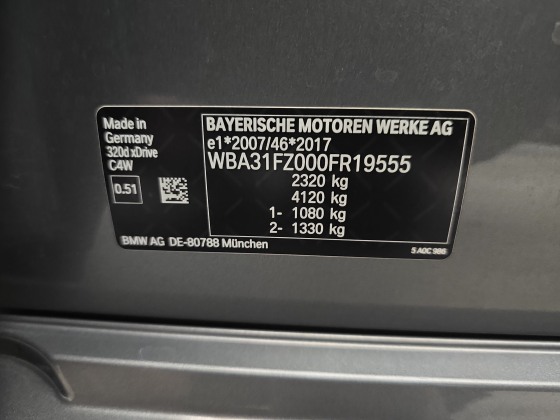 Made in
Germany
320d xDrive
C4W
0.51
BAYERISCHE MOTOREN WERKE AG
e1*2007/46*2017
WBA31FZ000FR19555
2320 kg
4120 kg
1- 1080 kg
2- 1330 kg
BMW AG DE-80788 München
5 A0C 986